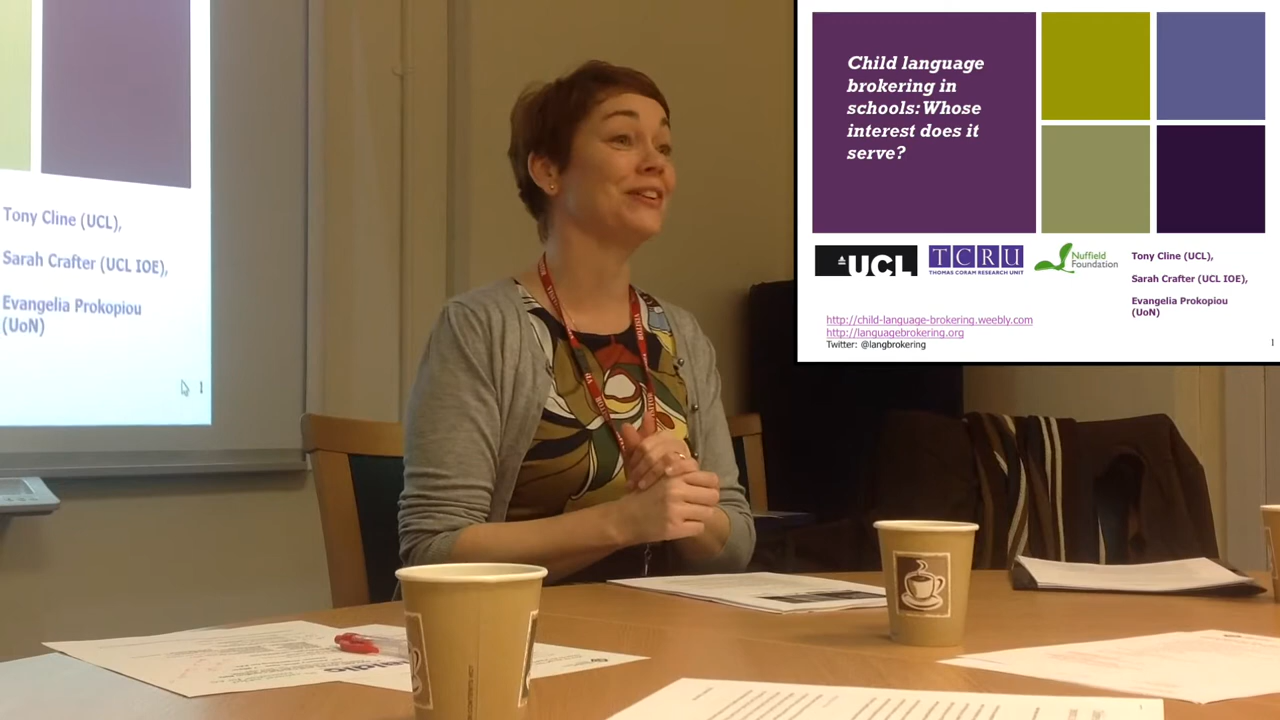 Tony Cline (UCL),
Sarah Crafter (UCL IOE),
Evangelia Prokopiou
(UoN)
1
VISITOR
VISITOR
Child language
brokering in
schools: Whose
interest does it
serve?
UCL
TCRU
THOMAS CORAM RESEARCH UNIT
Nuffield
Foundation
Tony Cline (UCL),
Sarah Crafter (UCL IOE),
Evangelia Prokopiou
(UoN)
http://child-language-brokering.weebly.com
http://languagebrokering.org
Twitter: @langbrokering
1